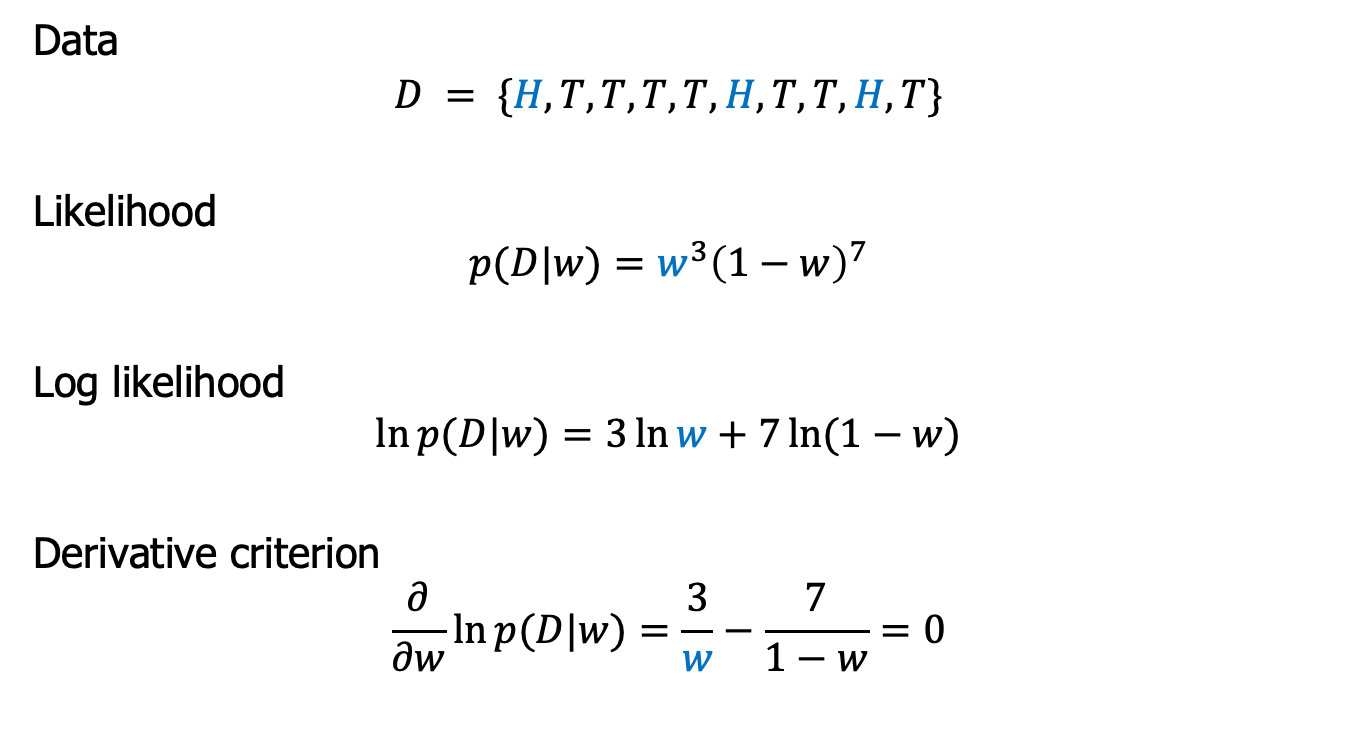 Data
D = {H, T, T, T, T, H, T, T, H, T}
Likelihood
p(D|w) = w³(1 − w)⁷
Log likelihood
ln p(D|w) = 3 ln w + 7 ln(1 − w)
Derivative criterion
∂/∂w ln p(D|w) = 3/w − 7/(1 − w) = 0